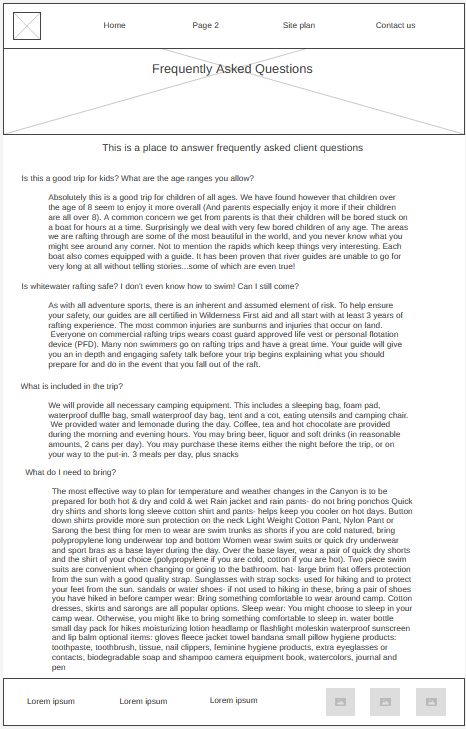 Home Page 2 Site plan Contact us
Frequently Asked Questions
This is a place to answer frequently asked client questions
Is this a good trip for kids? What are the age ranges you allow?
Absolutely this is a good trip for children of all ages. We have found however that children over
the age of 8 seem to enjoy it more overall (And parents especially enjoy it more if their children
are all over 8). A common concern we get from parents is that their children will be bored stuck on
a boat for hours at a time. Surprisingly we deal with very few bored children of any age. The areas
we are rafting through are some of the most beautiful in the world, and you never know what you
might see around any corner. Not to mention the rapids which keep things very interesting. Each
boat also comes equipped with a guide. It has been proven that river guides are unable to go for
very long at all without telling stories...some of which are even true!
Is whitewater rafting safe? I don't even know how to swim! Can I still come?
As with all adventure sports, there is an inherent and assumed element of risk. To help ensure
your safety, our guides are all certified in Wilderness First aid and all start with at least 3 years of
rafting experience. The most common injuries are sunburns and injuries that occur on land.
Everyone on commercial rafting trips wears coast guard approved life vest or personal flotation
device (PFD). Many non swimmers go on rafting trips and have a great time. Your guide will give
you an in depth and engaging safety talk before your trip begins explaining what you should
prepare for and do in the event that you fall out of the raft.
What is included in the trip?
We will provide all necessary camping equipment. This includes a sleeping bag, foam pad,
waterproof duffle bag, small waterproof day bag, tent and a cot, eating utensils and camping chair.
We provided water and lemonade during the day. Coffee, tea and hot chocolate are provided
during the morning and evening hours. You may bring beer, liquor and soft drinks (in reasonable
amounts, 2 cans per day). You may purchase these items either the night before the trip, or on
your way to the put-in. 3 meals per day, plus snacks
What do I need to bring?
The most effective way to plan for temperature and weather changes in the Canyon is to be
prepared for both hot & dry and cold & wet Rain jacket and rain pants- do not bring ponchos Quick
dry shirts and shorts long sleeve cotton shirt and pants- helps keep you cooler on hot days. Button
down shirts provide more sun protection on the neck Light Weight Cotton Pant, Nylon Pant or
Sarong the best thing for men to wear are swim trunks as shorts if you are cold natured, bring
polypropylene long underwear top and bottom Women wear swim suits or quick dry underwear
and sport bras as a base layer during the day. Over the base layer, wear a pair of quick dry shorts
and the shirt of your choice (polypropylene if you are cold, cotton if you are hot). Two piece swim
suits are convenient when changing or going to the bathroom. hat- large brim hat offers protection
from the sun with a good quality strap. Sunglasses with strap socks- used for hiking and to protect
your feet from the sun. sandals or water shoes- if not used to hiking in these, bring a pair of shoes
you have hiked in before camper wear: Bring something comfortable to wear around camp. Cotton
dresses, skirts and sarongs are all popular options. Sleep wear: You might choose to sleep in your
camp wear. Otherwise, you might like to bring something comfortable to sleep in. water bottle
small day pack for hikes moisturizing lotion headlamp or flashlight moleskin waterproof sunscreen
and lip balm optional items: gloves fleece jacket towel bandana small pillow hygiene products:
toothpaste, toothbrush, tissue, nail clippers, feminine hygiene products, extra eyeglasses or
contacts, biodegradable soap and shampoo camera equipment book, watercolors, journal and
pen
Lorem ipsum Lorem ipsum Lorem ipsum